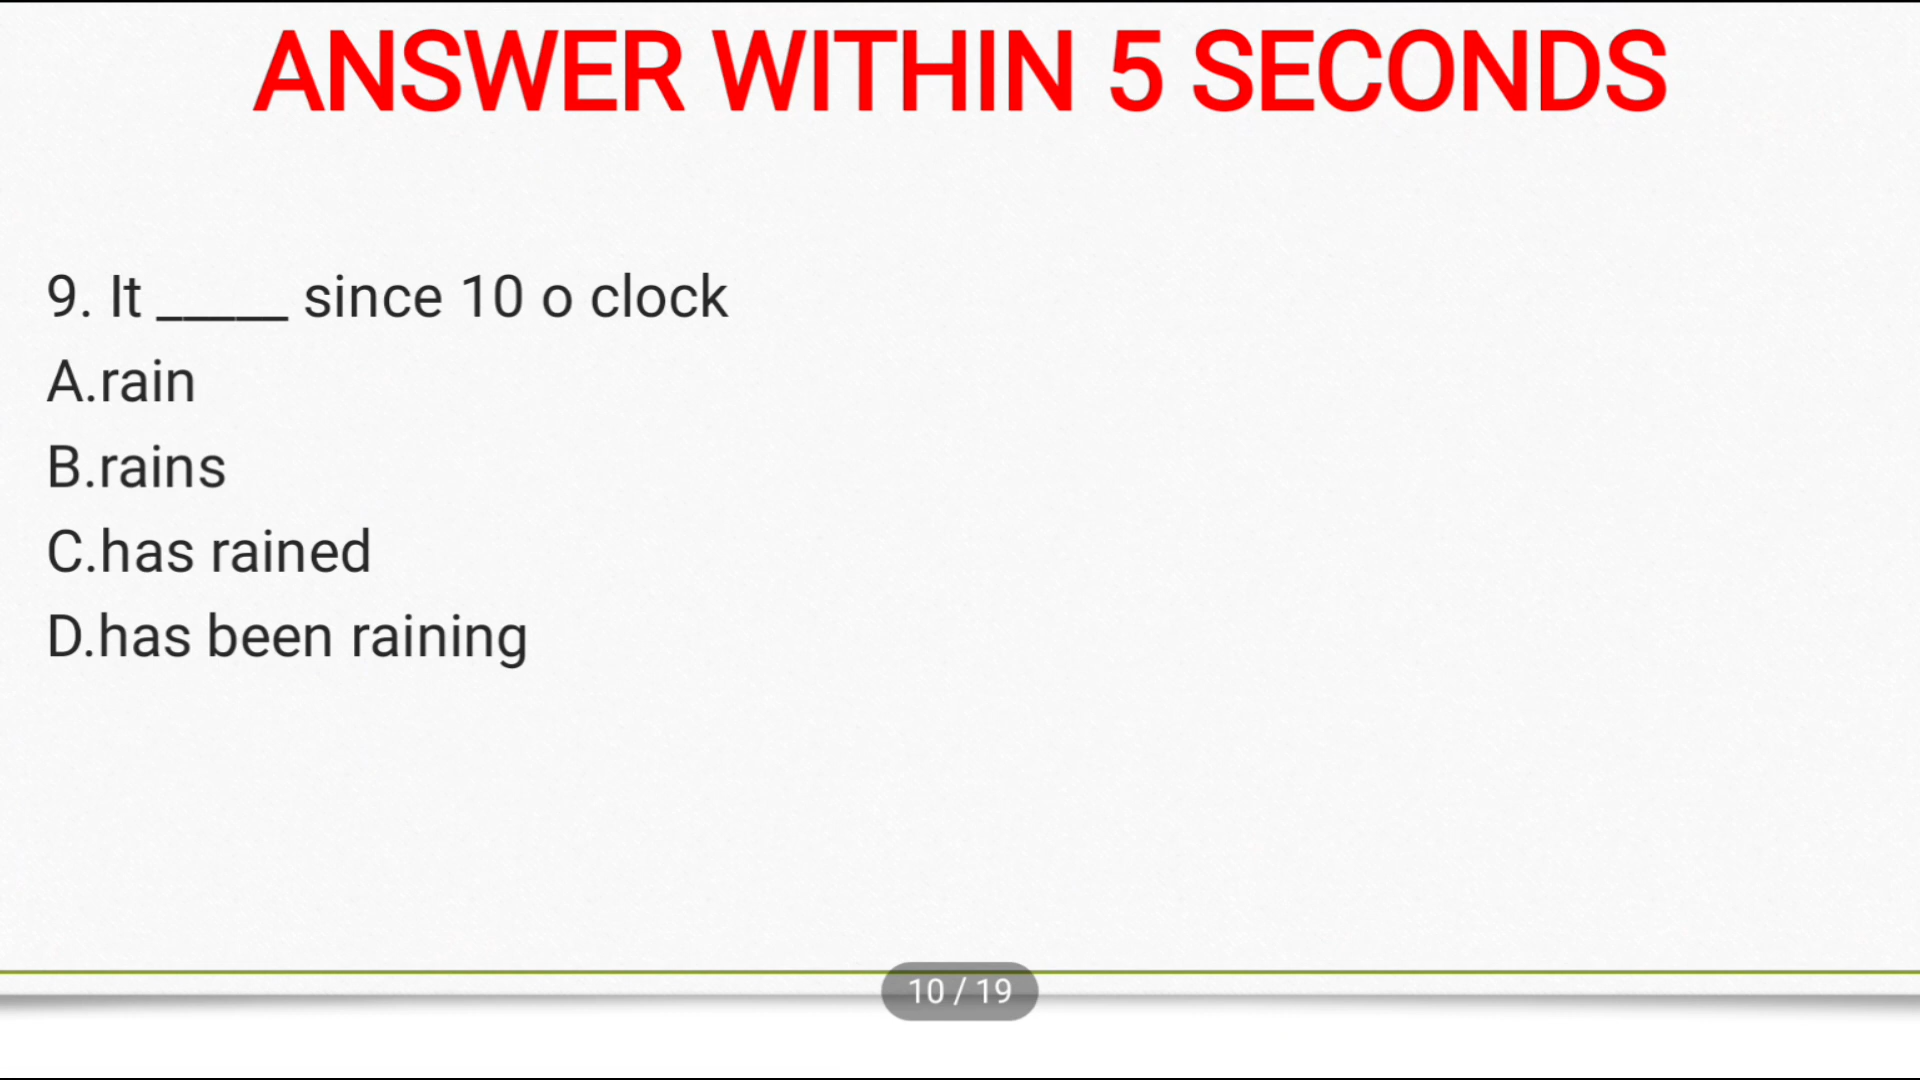 ANSWER WITHIN 5 SECONDS
9. It _____ since 10 o clock
A.rain
B.rains
C.has rained
D.has been raining
10 / 19